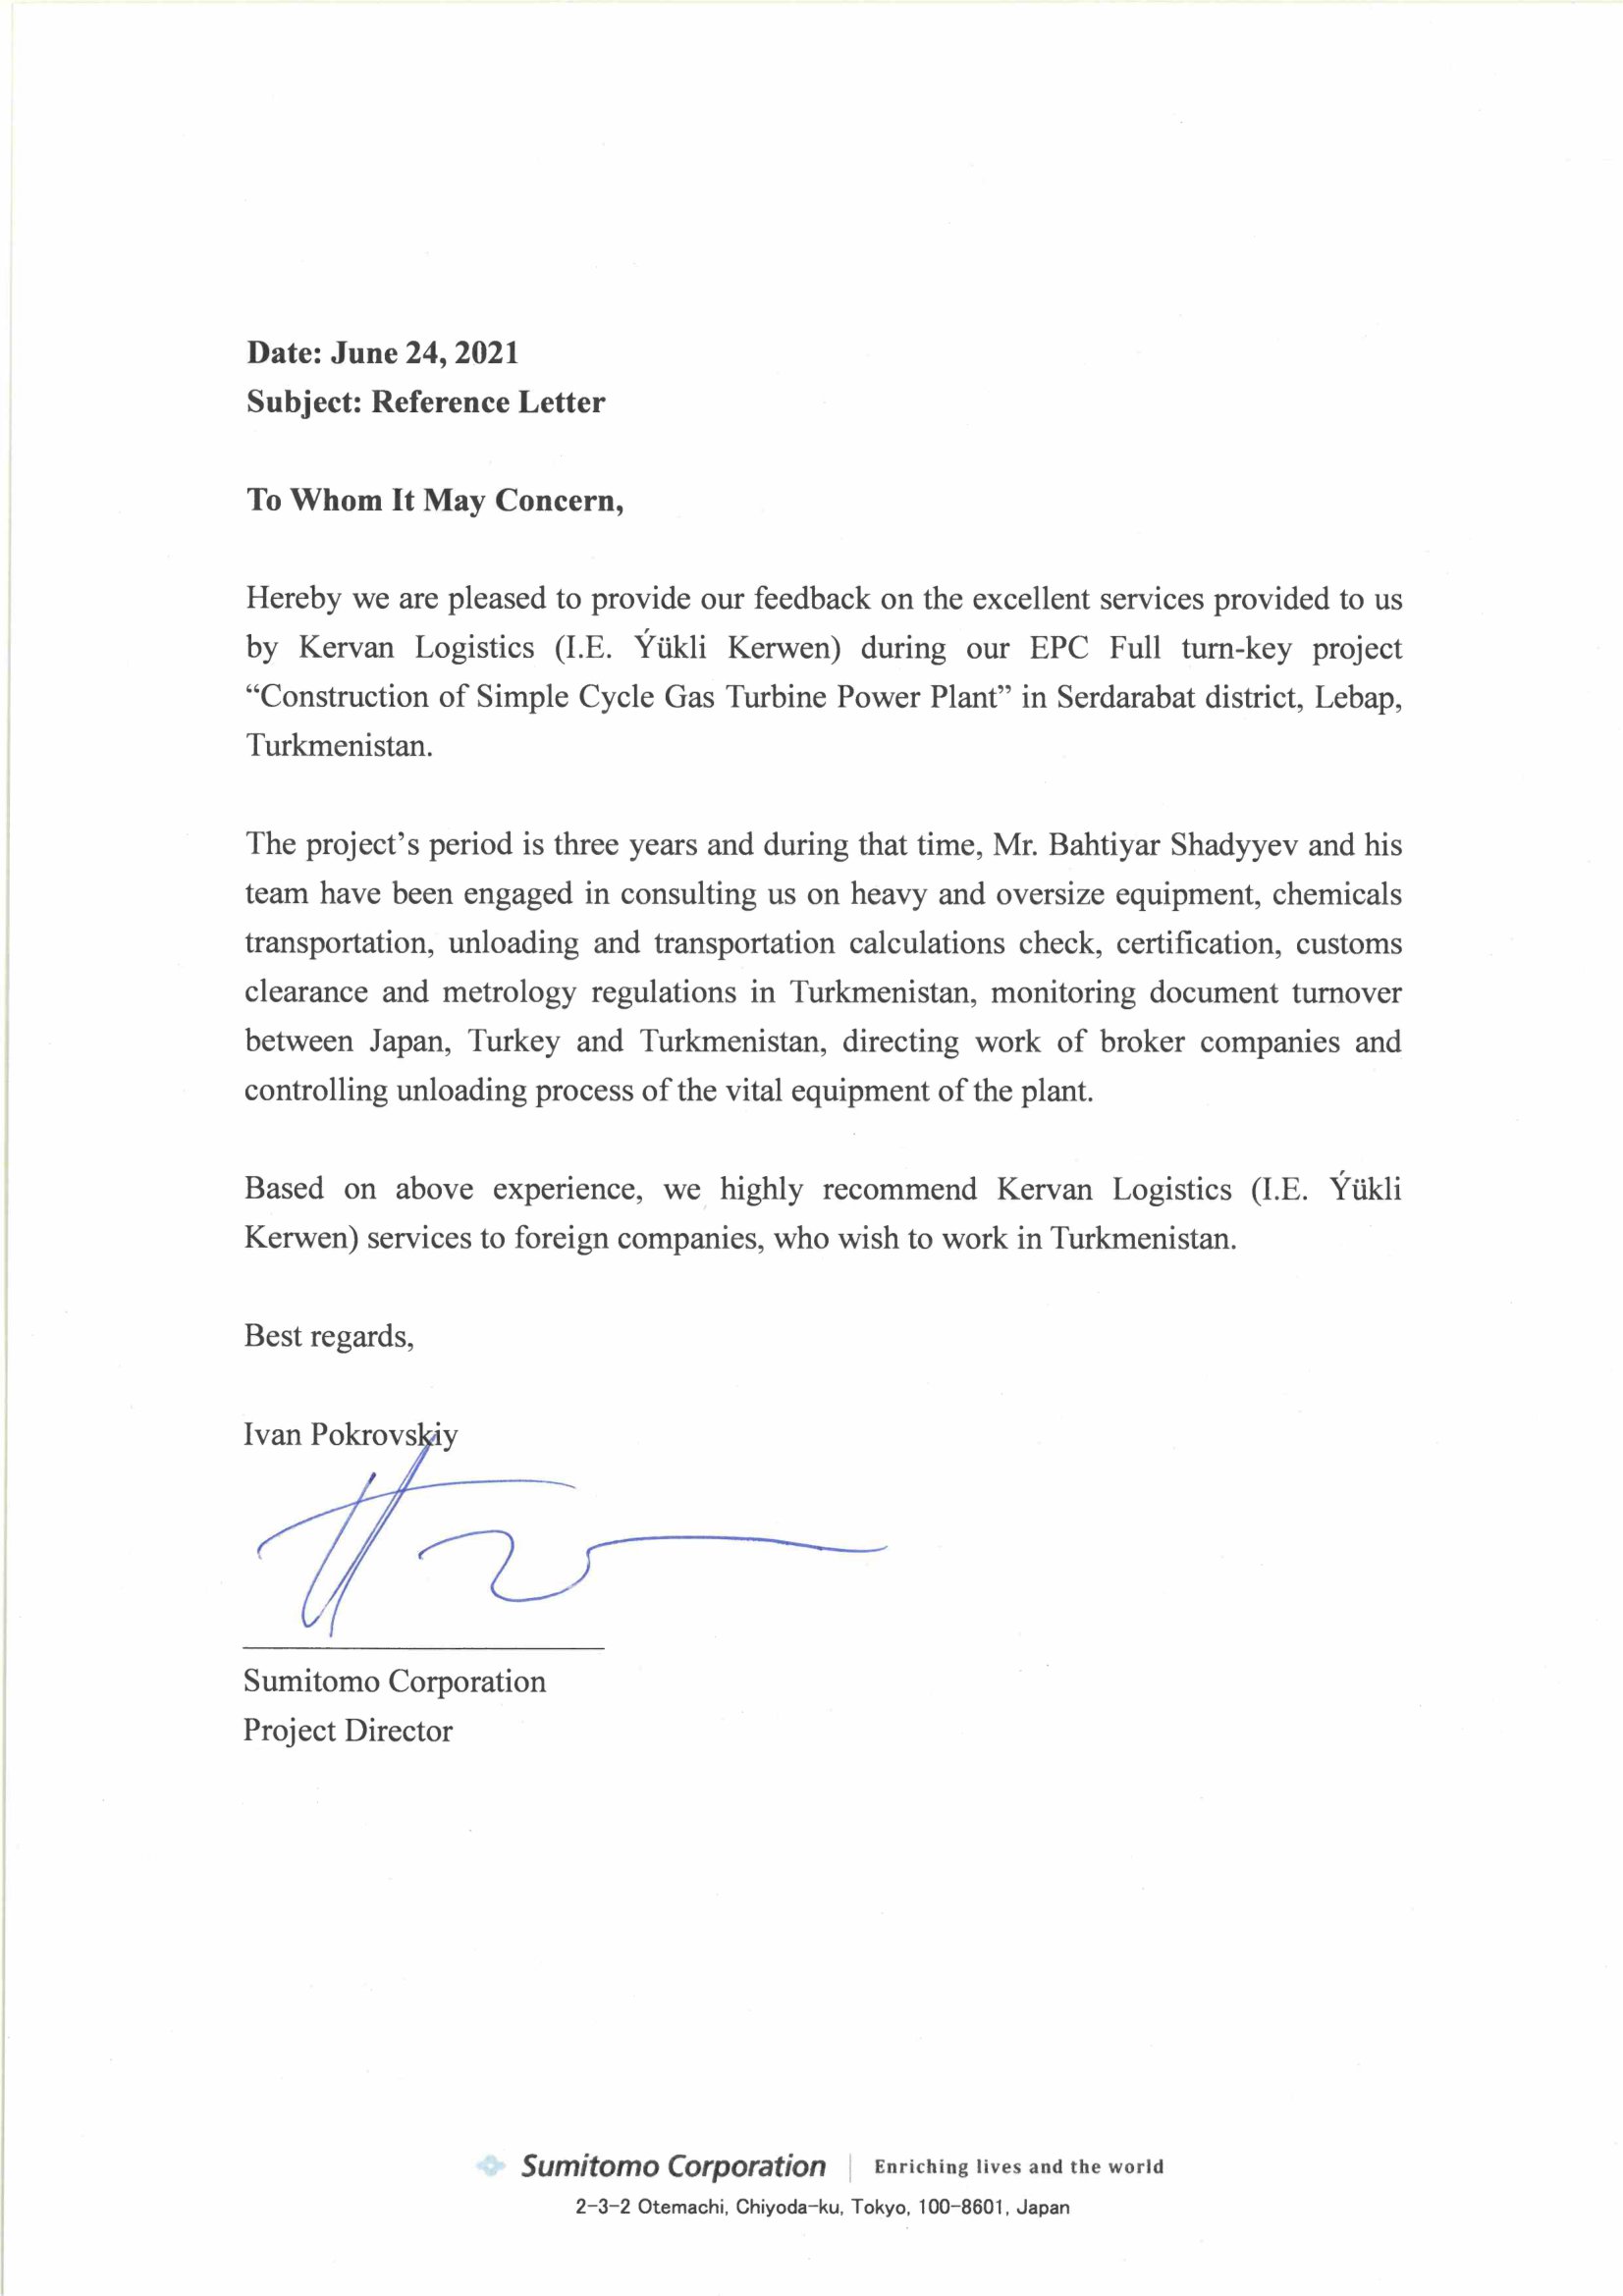 Date: June 24, 2021
Subject: Reference Letter
To Whom It May Concern,
Hereby we are pleased to provide our feedback on the excellent services provided to us
by Kervan Logistics (I.E. Ýükli Kerwen) during our EPC Full turn-key project
“Construction of Simple Cycle Gas Turbine Power Plant” in Serdarabat district, Lebap,
Turkmenistan.
The project’s period is three years and during that time, Mr. Bahtiyar Shadyyev and his
team have been engaged in consulting us on heavy and oversize equipment, chemicals
transportation, unloading and transportation calculations check, certification, customs
clearance and metrology regulations in Turkmenistan, monitoring document turnover
between Japan, Turkey and Turkmenistan, directing work of broker companies and
controlling unloading process of the vital equipment of the plant.
Based on above experience, we highly recommend Kervan Logistics (I.E. Ýükli
Kerwen) services to foreign companies, who wish to work in Turkmenistan.
Best regards,
Ivan Pokrovskiy
Sumitomo Corporation
Project Director
Sumitomo Corporation | Enriching lives and the world
2-3-2 Otemachi, Chiyoda-ku, Tokyo, 100-8601, Japan